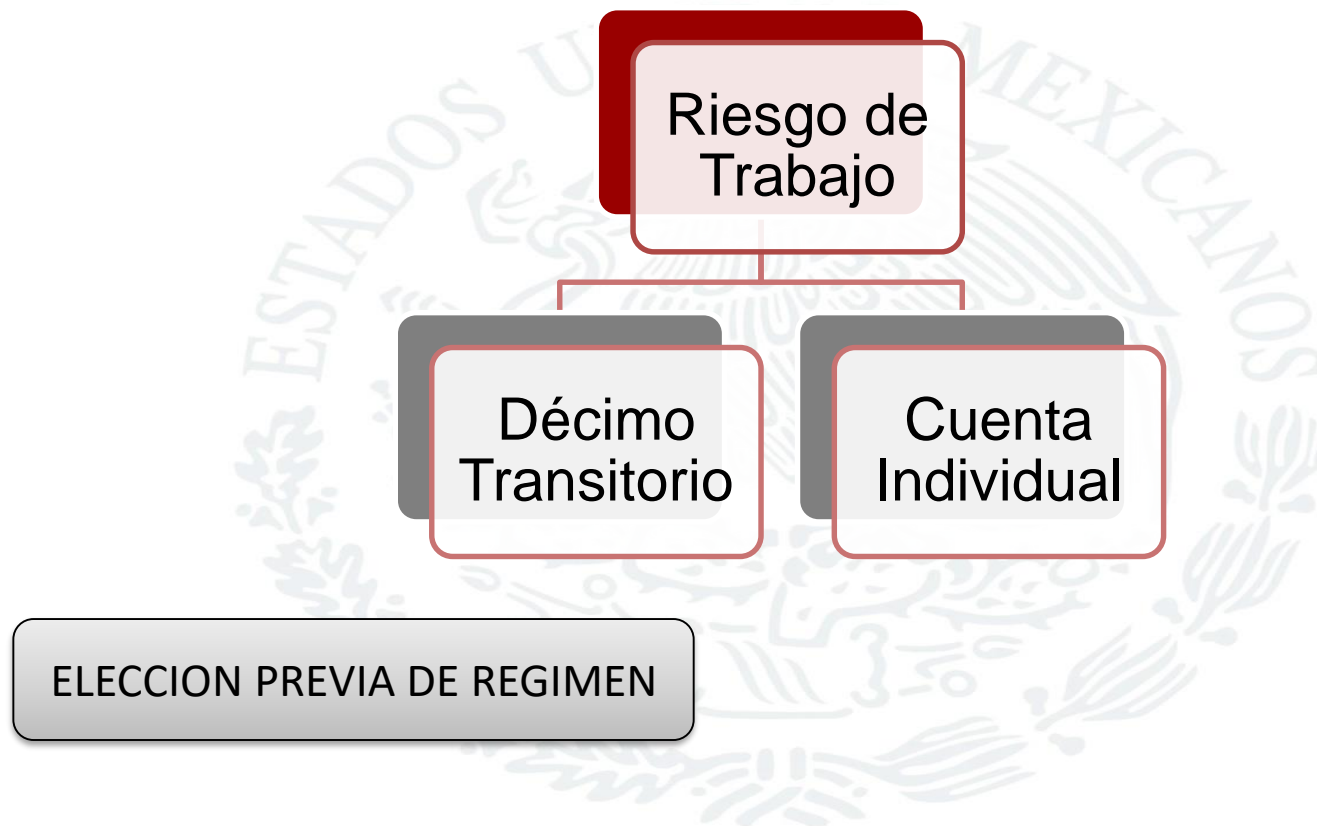 Riesgo de
Trabajo
Décimo
Transitorio
Cuenta
Individual
ELECCION PREVIA DE REGIMEN
ESTADOS U MEXICANOS